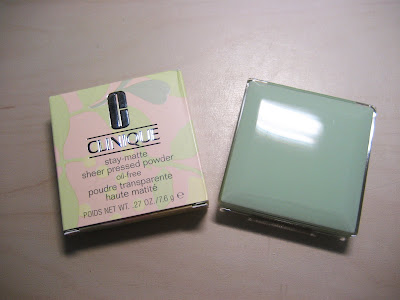 CLINIQUE
stay-matte
sheer pressed powder
oil-free
poudre transparente
haute matité
POIDS NET WT. .27 OZ./7.6 g ℮